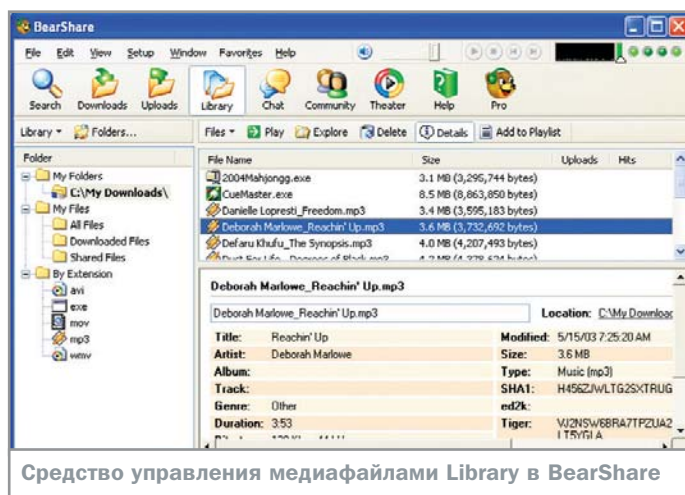 BearShare
File Edit View Setup Window Favorites Help
Search Downloads Uploads Library Chat Community Theater Help Pro
Library Folders... Files Play Explore Delete Details Add to Playlist
Folder
My Folders
C:\My Downloads\
My Files
All Files
Downloaded Files
Shared Files
By Extension
avi
exe
mov
mp3
wmv
File Name Size Uploads Hits
2004Mahjongg.exe 3.1 MB (3,295,744 bytes)
CueMaster.exe 8.5 MB (8,863,850 bytes)
Danielle Lopresti_Freedom.mp3 3.4 MB (3,595,183 bytes)
Deborah Marlowe_Reachin' Up.mp3 3.6 MB (3,732,692 bytes)
Defaru Khufu_The Synopsis.mp3 4.0 MB (4,207,493 bytes)
Deborah Marlowe_Reachin' Up.mp3
Deborah Marlowe_Reachin' Up.mp3 Location: C:\My Downloac
Title: Reachin' Up Modified: 5/15/03 7:25:20 AM
Artist: Deborah Marlowe Size: 3.6 MB
Album: Type: Music (mp3)
Track: SHA1: H456ZJWLTG2SXTRUG
Genre: Other ed2k:
Duration: 3:53 Tiger: VJ2NSW6BRA7TPZUA2
LT5YGLA
Средство управления медиафайлами Library в BearShare